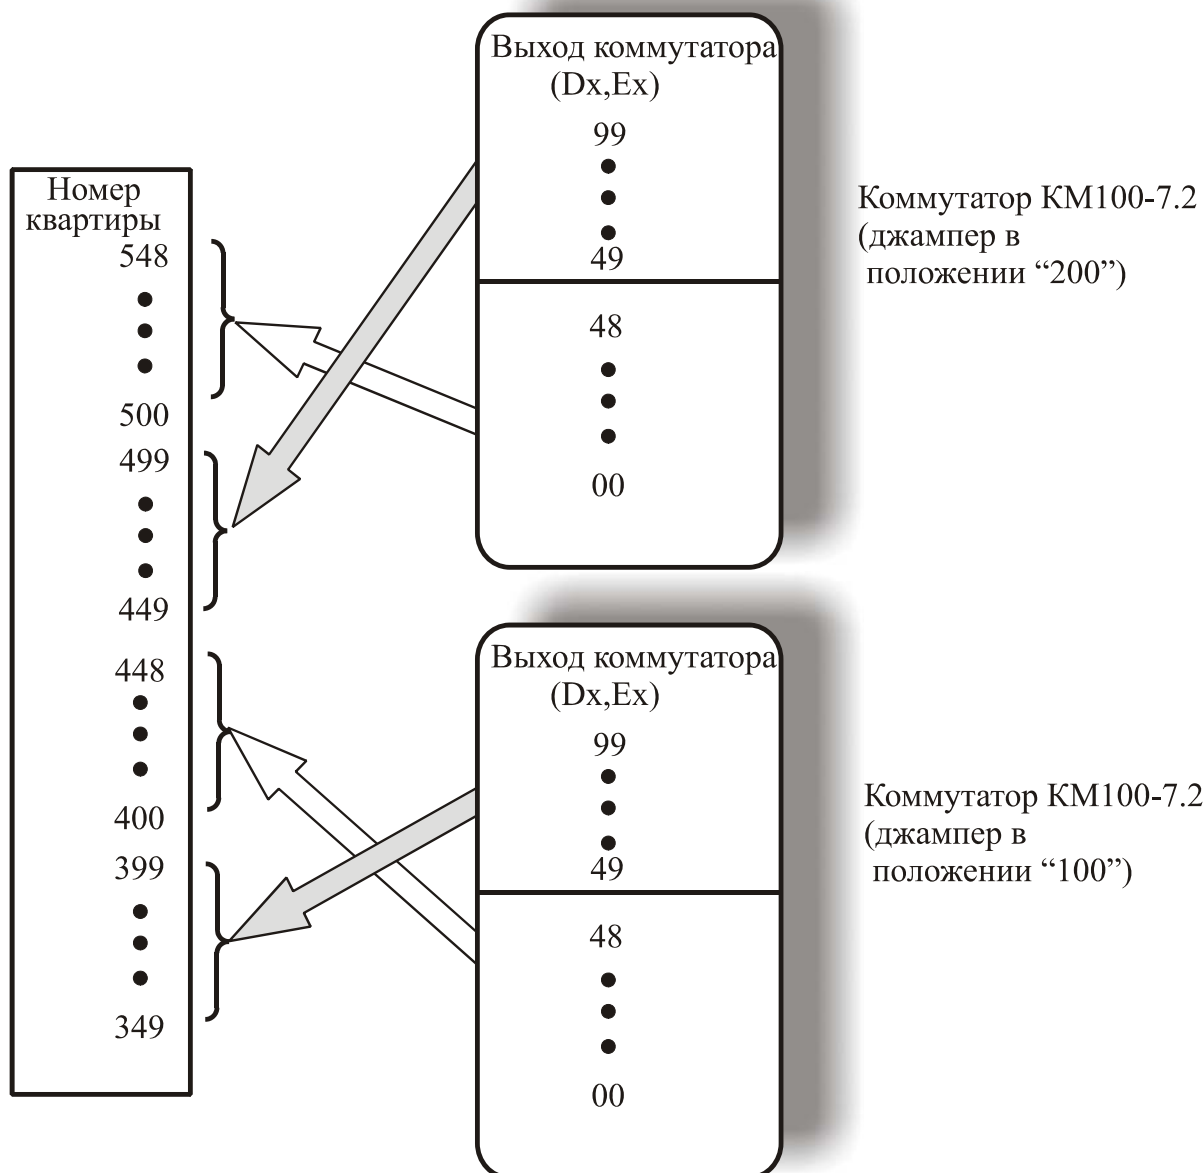 Выход коммутатора
(Dx,Ex)
99
49
48
00
Коммутатор КМ100-7.2
(джампер в
положении “200”)
Номер
квартиры
548
500
499
449
448
400
399
349
Выход коммутатора
(Dx,Ex)
99
49
48
00
Коммутатор КМ100-7.2
(джампер в
положении “100”)